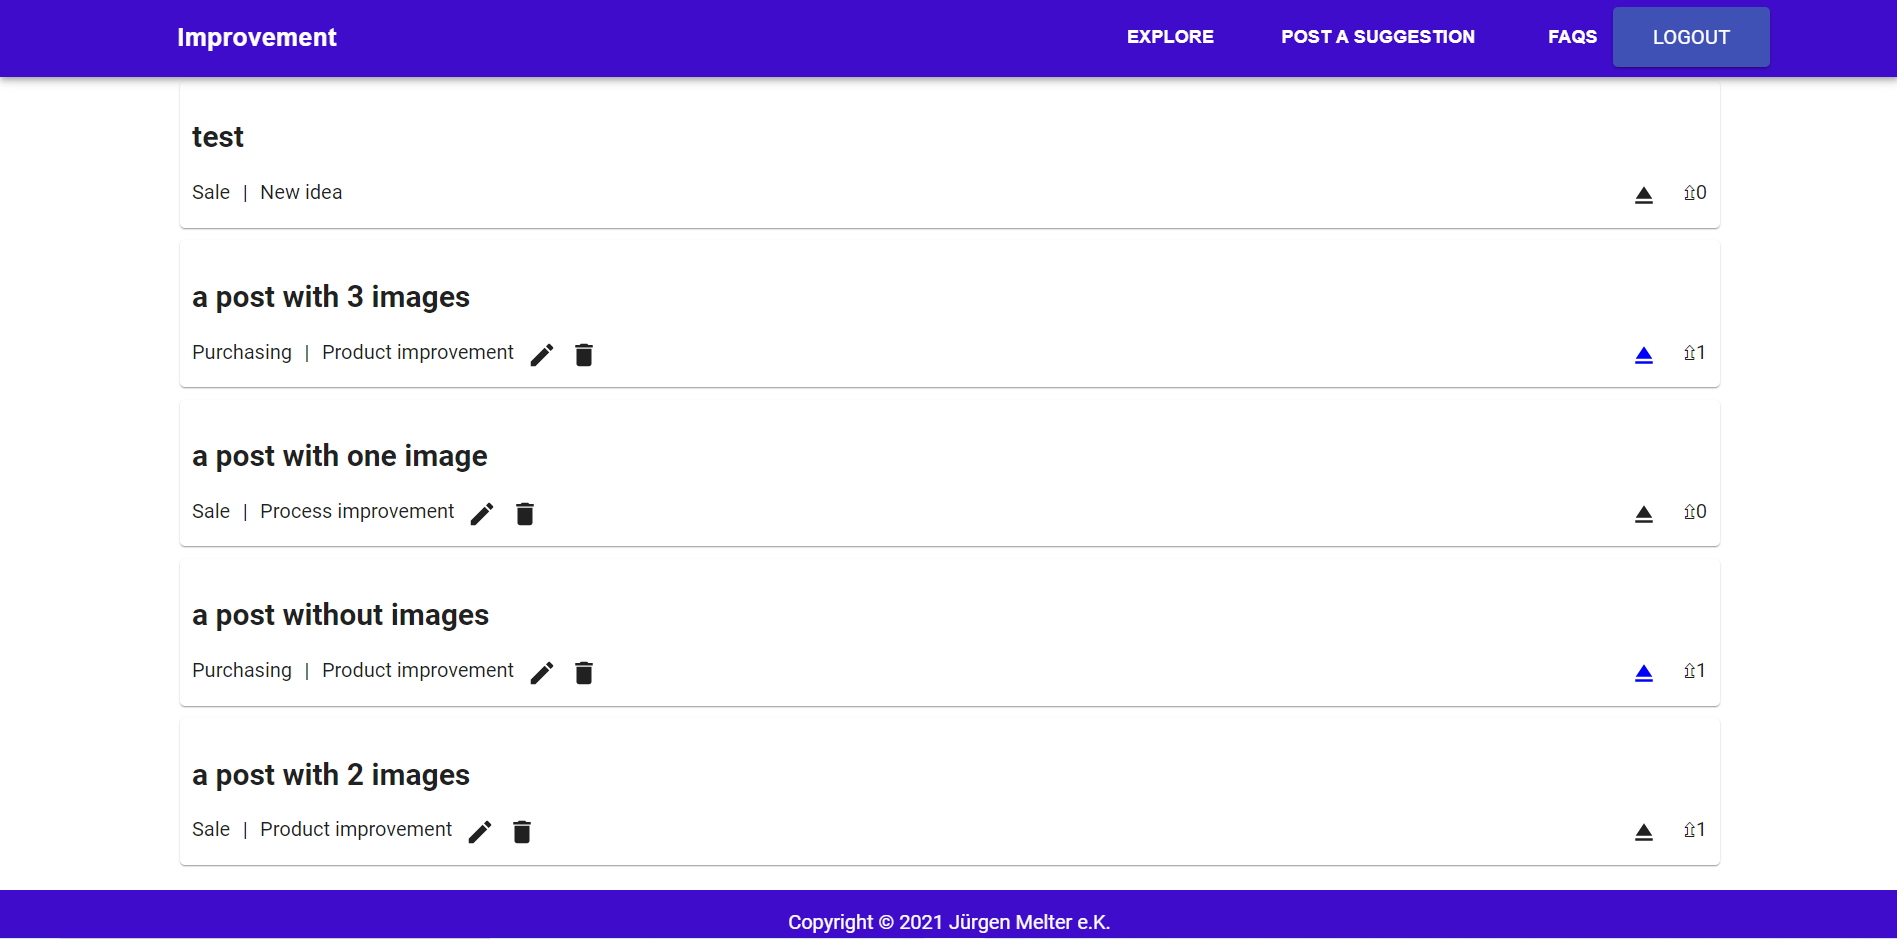 Improvement EXPLORE POST A SUGGESTION FAQS LOGOUT
test
Sale | New idea ⇫0
a post with 3 images
Purchasing | Product improvement ⇫1
a post with one image
Sale | Process improvement ⇫0
a post without images
Purchasing | Product improvement ⇫1
a post with 2 images
Sale | Product improvement ⇫1
Copyright © 2021 Jürgen Melter e.K.